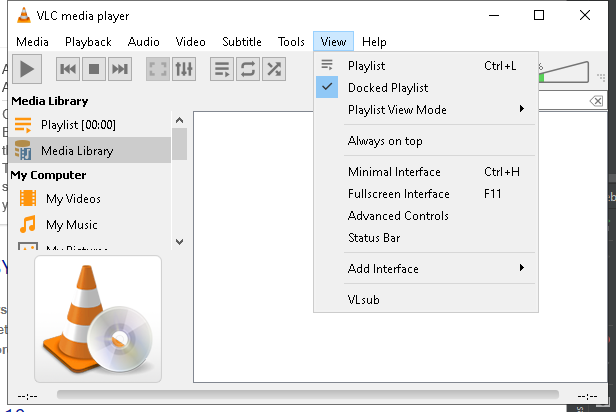 VLC media player
Media Playback Audio Video Subtitle Tools View Help
Media Library
Playlist [00:00]
Media Library
My Computer
My Videos
My Music
My Pictures
--:--
Playlist Ctrl+L
Docked Playlist
Playlist View Mode
Always on top
Minimal Interface Ctrl+H
Fullscreen Interface F11
Advanced Controls
Status Bar
Add Interface
VLsub
%
--:--